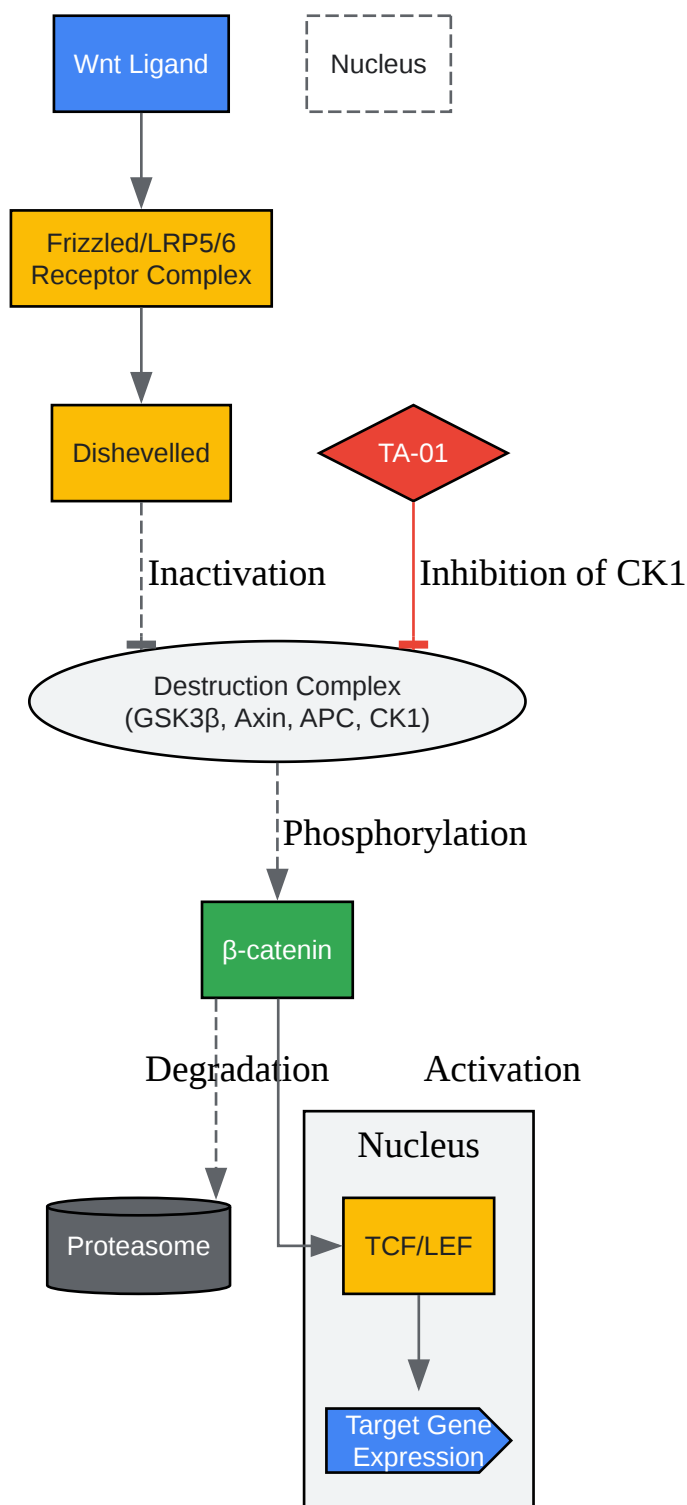 Wnt Ligand
Nucleus
Frizzled/LRP5/6
Receptor Complex
Dishevelled
TA-01
Inactivation
Inhibition of CK1
Destruction Complex
(GSK3β, Axin, APC, CK1)
Phosphorylation
β-catenin
Degradation
Activation
Nucleus
Proteasome
TCF/LEF
Target Gene
Expression